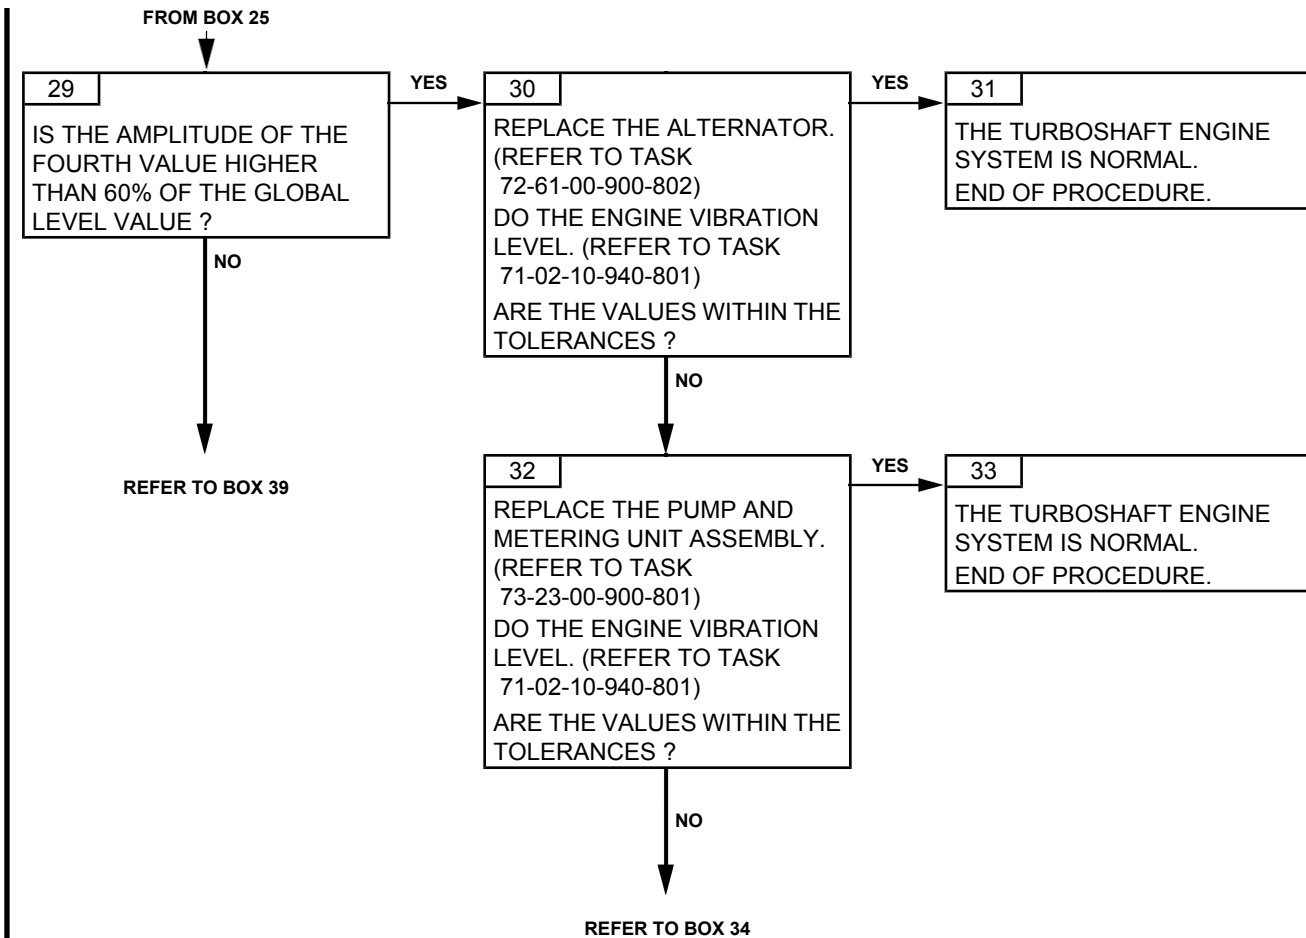 FROM BOX 25
29
IS THE AMPLITUDE OF THE
FOURTH VALUE HIGHER
THAN 60% OF THE GLOBAL
LEVEL VALUE ?
YES
NO
REFER TO BOX 39
30
REPLACE THE ALTERNATOR.
(REFER TO TASK
72-61-00-900-802)
DO THE ENGINE VIBRATION
LEVEL. (REFER TO TASK
71-02-10-940-801)
ARE THE VALUES WITHIN THE
TOLERANCES ?
YES
NO
31
THE TURBOSHAFT ENGINE
SYSTEM IS NORMAL.
END OF PROCEDURE.
32
REPLACE THE PUMP AND
METERING UNIT ASSEMBLY.
(REFER TO TASK
73-23-00-900-801)
DO THE ENGINE VIBRATION
LEVEL. (REFER TO TASK
71-02-10-940-801)
ARE THE VALUES WITHIN THE
TOLERANCES ?
YES
NO
33
THE TURBOSHAFT ENGINE
SYSTEM IS NORMAL.
END OF PROCEDURE.
REFER TO BOX 34